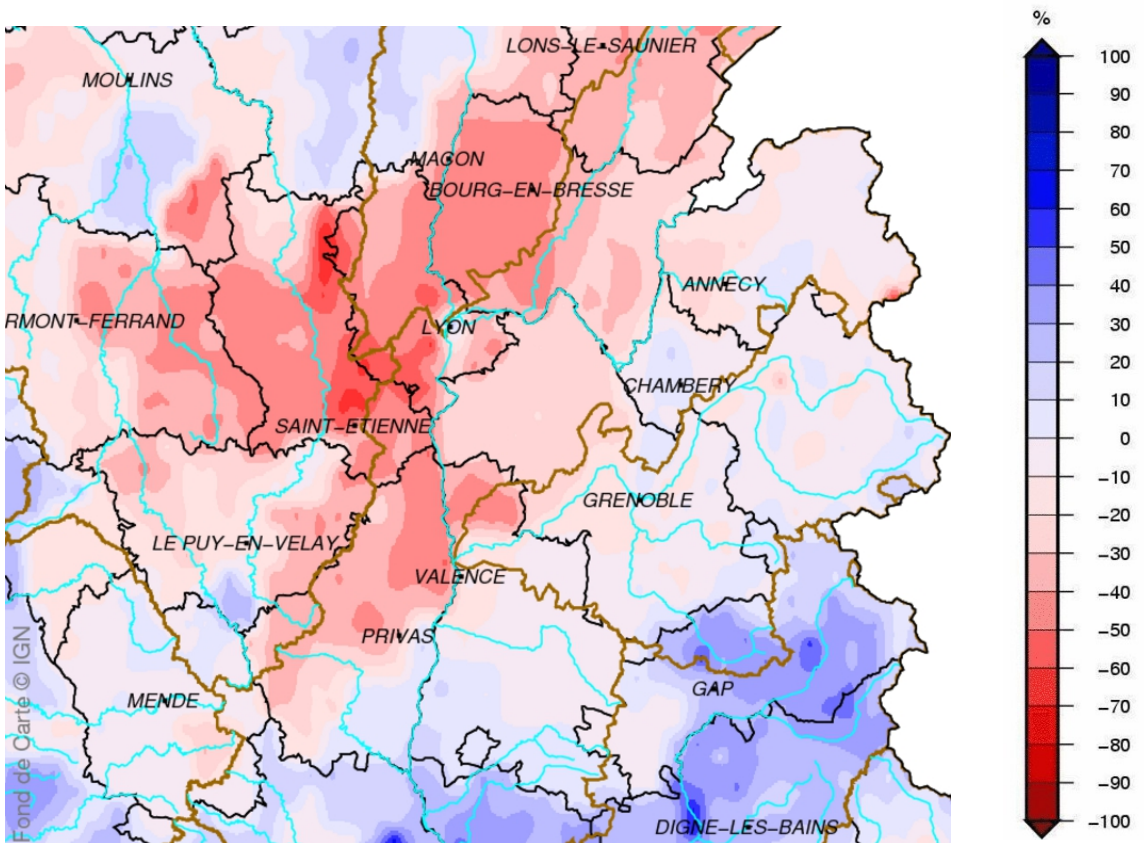 %
LONS-LE-SAUNIER
MOULINS
MACON
BOURG-EN-BRESSE
ANNECY
RMONT-FERRAND
LYON
CHAMBERY
SAINT-ETIENNE
GRENOBLE
LE PUY-EN-VELAY
VALENCE
PRIVAS
GAP
MENDE
DIGNE-LES-BAINS
Fond de Carte © IGN
100
90
80
70
60
50
40
30
20
10
0
-10
-20
-30
-40
-50
-60
-70
-80
-90
-100